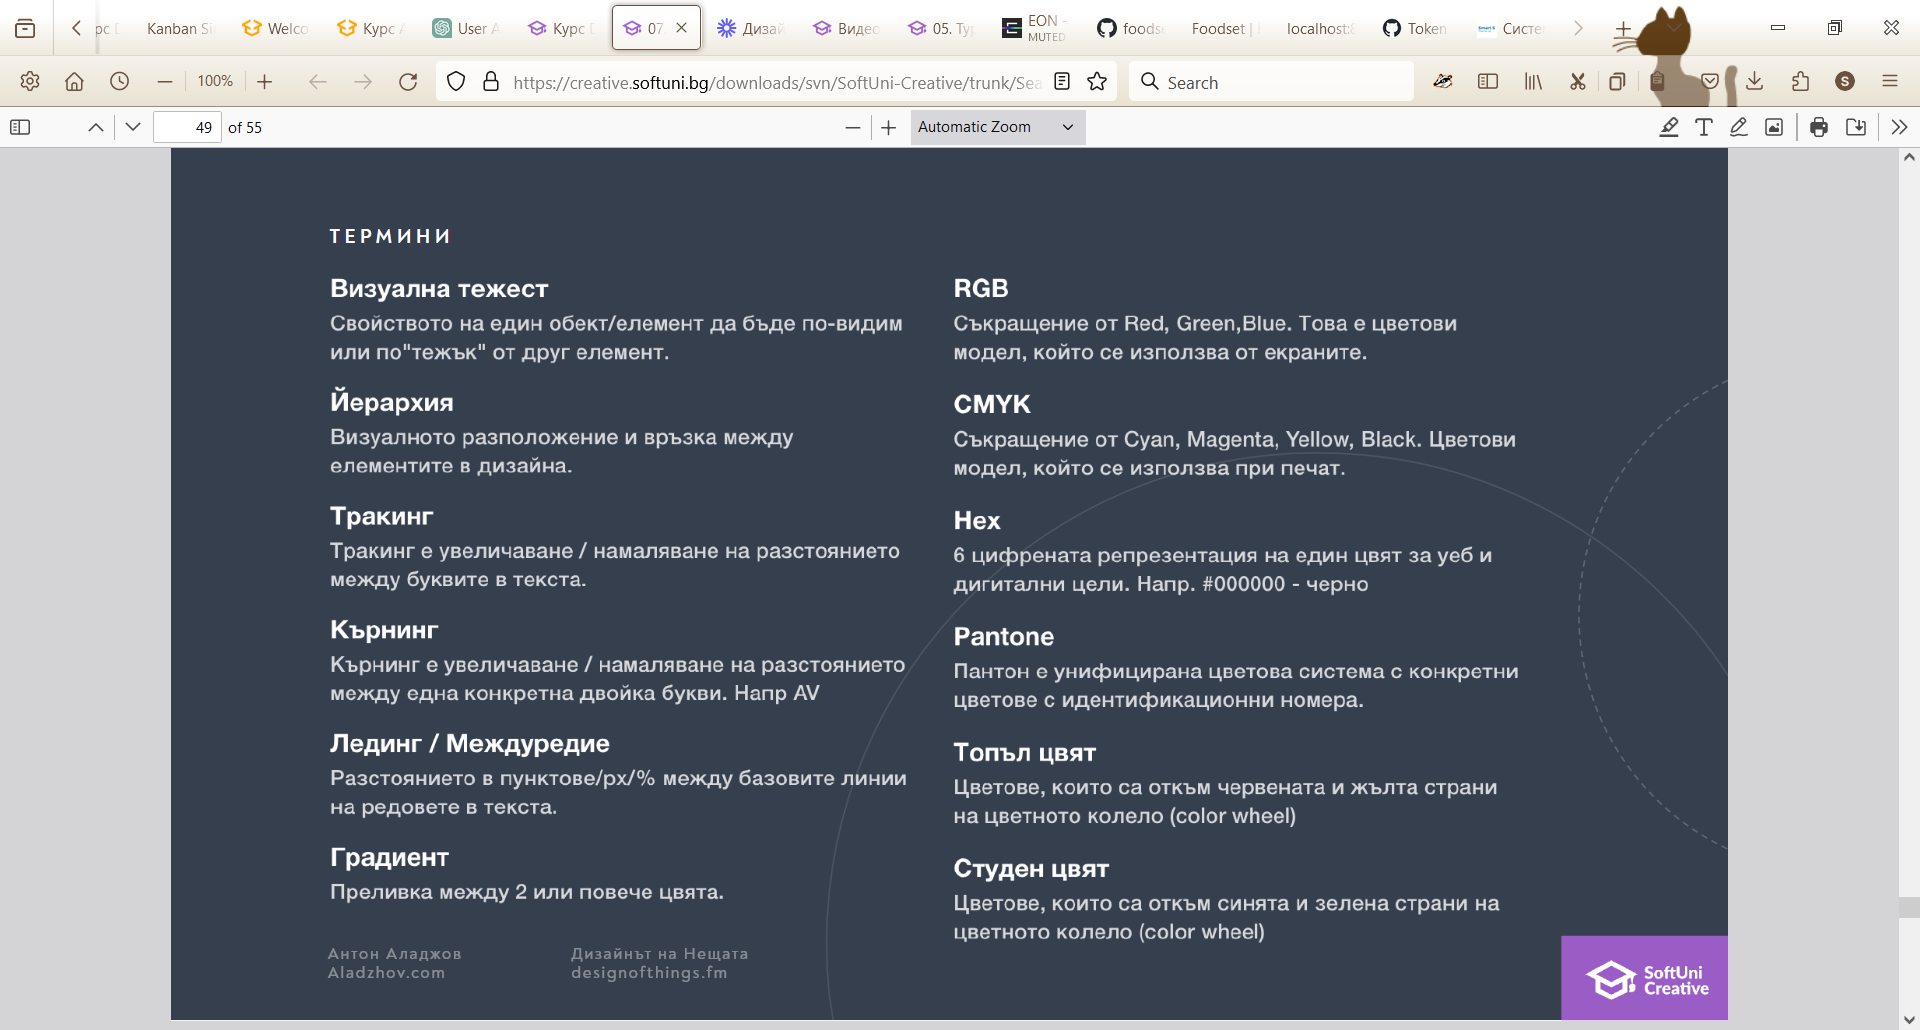 Kanban Si
Welco
Курс
User A
Курс
07.
Дизай
Видео
05. Ту
EON -
MUTED
foods
Foodset |
localhost:
Token
Систе
100%
https://creative.softuni.bg/downloads/svn/SoftUni-Creative/trunk/Sea
Search
S
49 of 55
Automatic Zoom
ТЕРМИНИ
Визуална тежест
Свойството на един обект/елемент да бъде по-видим
или по"тежък" от друг елемент.
Йерархия
Визуалното разположение и връзка между
елементите в дизайна.
Тракинг
Тракинг е увеличаване / намаляване на разстоянието
между буквите в текста.
Кърнинг
Кърнинг е увеличаване / намаляване на разстоянието
между една конкретна двойка букви. Напр AV
Лединг / Междуредие
Разстоянието в пунктове/px/% между базовите линии
на редовете в текста.
Градиент
Преливка между 2 или повече цвята.
RGB
Съкращение от Red, Green,Blue. Това е цветови
модел, който се използва от екраните.
CMYK
Съкращение от Cyan, Magenta, Yellow, Black. Цветови
модел, който се използва при печат.
Hex
6 цифрената репрезентация на един цвят за уеб и
дигитални цели. Напр. #000000 - черно
Pantone
Пантон е унифицирана цветова система с конкретни
цветове с идентификационни номера.
Топъл цвят
Цветове, които са откъм червената и жълта страни
на цветното колело (color wheel)
Студен цвят
Цветове, които са откъм синята и зелена страни на
цветното колело (color wheel)
Антон Аладжов
Aladzhov.com
Дизайнът на Нещата
designofthings.fm
SoftUni
Creative